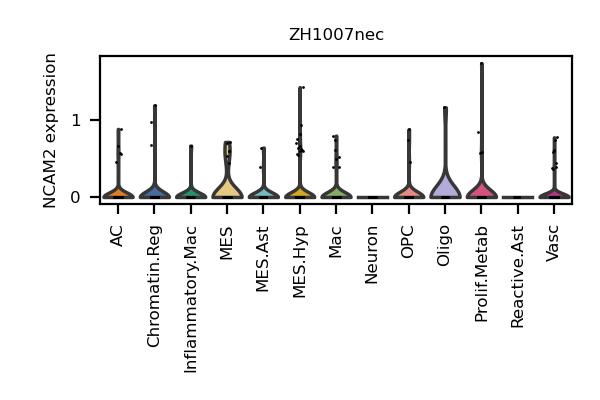 ZH1007nec
NCAM2 expression
1
0
AC
Chromatin.Reg
Inflammatory.Mac
MES
MES.Ast
MES.Hyp
Mac
Neuron
OPC
Oligo
Prolif.Metab
Reactive.Ast
Vasc